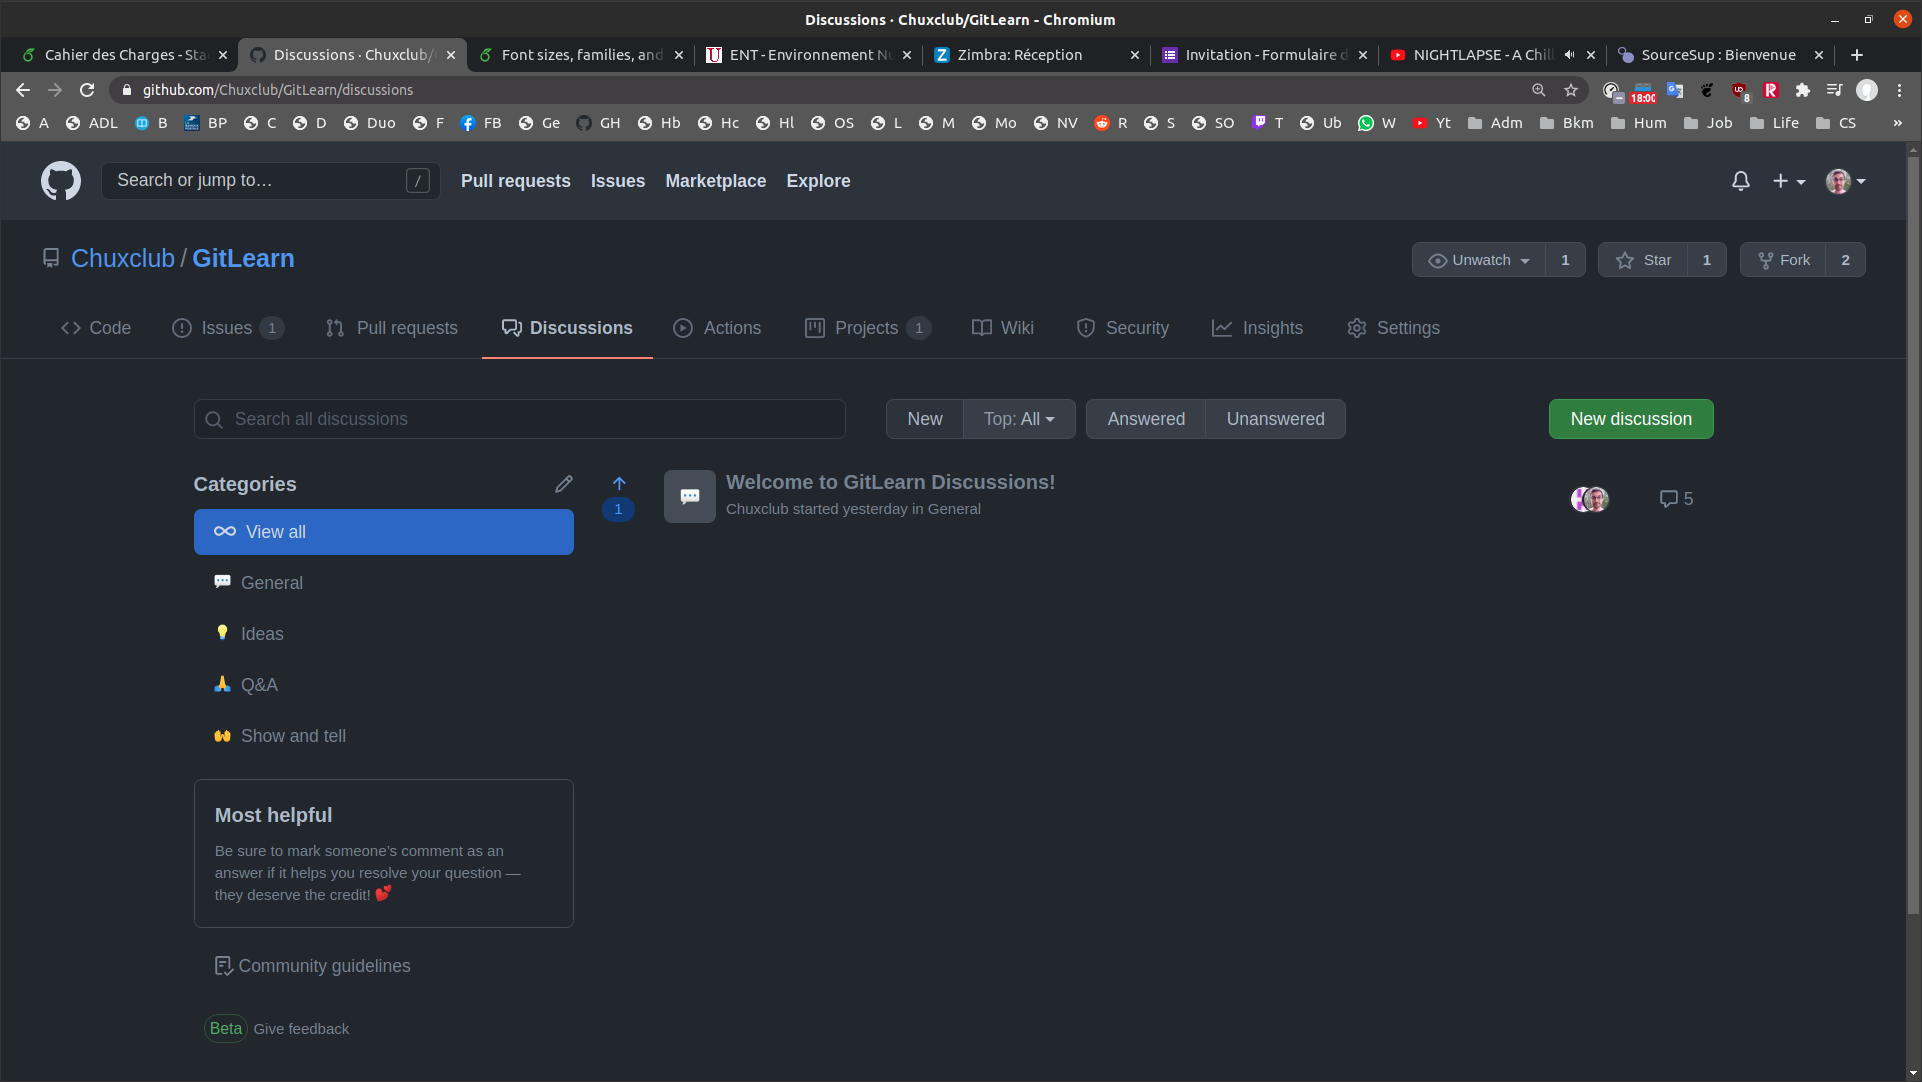 Discussions · Chuxclub/GitLearn - Chromium
Cahier des Charges - Sta
Discussions · Chuxclub/
Font sizes, families, and
ENT - Environnement Nu
Zimbra: Réception
Invitation - Formulaire d
NIGHTLAPSE - A Chill
SourceSup : Bienvenue
github.com/Chuxclub/GitLearn/discussions
18:00
8
A ADL B BP C D Duo F FB Ge GH Hb Hc Hl OS L M Mo NV R S SO T Ub W Yt Adm Bkm Hum Job Life CS »
Search or jump to… /
Pull requests Issues Marketplace Explore
Chuxclub / GitLearn
Unwatch 1
Star 1
Fork 2
Code
Issues 1
Pull requests
Discussions
Actions
Projects 1
Wiki
Security
Insights
Settings
Search all discussions
New
Top: All
Answered
Unanswered
New discussion
Categories
View all
General
Ideas
Q&A
Show and tell
1
Welcome to GitLearn Discussions!
Chuxclub started yesterday in General
5
Most helpful
Be sure to mark someone's comment as an
answer if it helps you resolve your question —
they deserve the credit! 💕
Community guidelines
Beta Give feedback